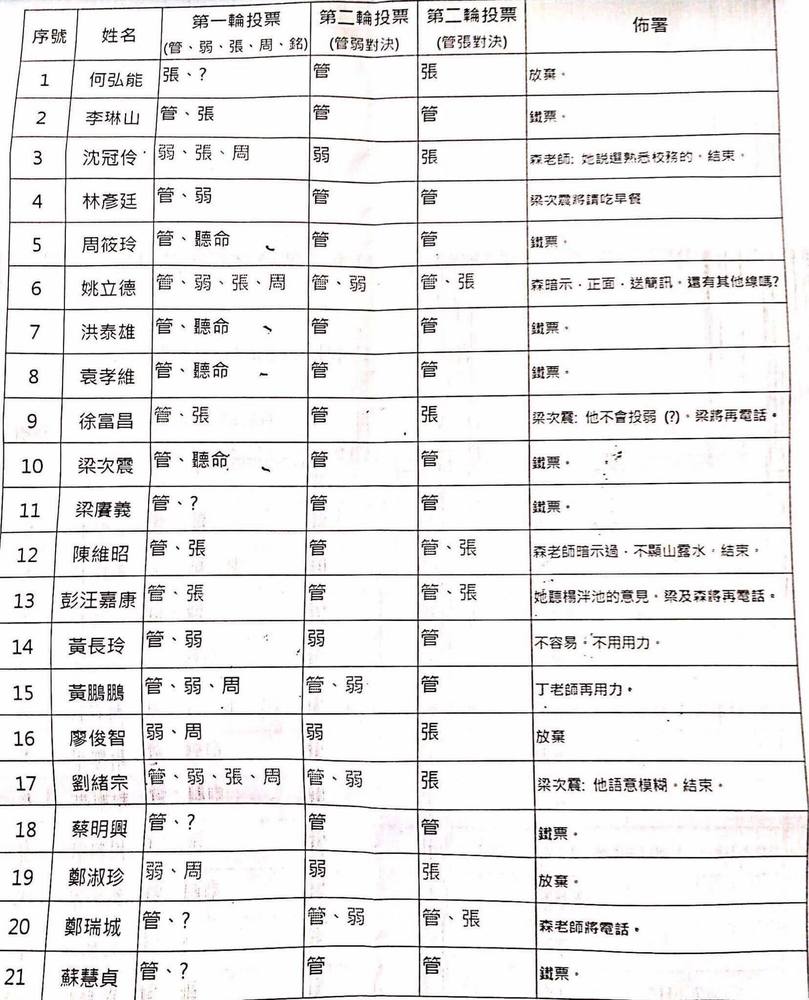 序號 姓名 第一輪投票 第二輪投票 第二輪投票 佈署
(管、弱、張、周、銘) (管弱對決) (管張對決)
1 何弘能 張、? 管 張 放棄。
2 李琳山 管、張 管 管 鐵票。
3 沈冠伶 弱、張、周 弱 張 森老師: 她說選熟悉校務的。結束。
4 林彥廷 管、弱 管 管 梁次震將請吃早餐
5 周筱玲 管、聽命 管 管 鐵票。
6 姚立德 管、弱、張、周 管、弱 管、張 森暗示。正面。送簡訊。還有其他線嗎?
7 洪泰雄 管、聽命 管 管 鐵票。
8 袁孝維 管、聽命 管 管 鐵票。
9 徐富昌 管、張 管 張 梁次震: 他不會投弱 (?)。梁將再電話。
10 梁次震 管、聽命 管 管 鐵票。
11 梁賡義 管、? 管 管 鐵票。
12 陳維昭 管、張 管 管、張 森老師暗示過。不顯山露水。結束。
13 彭汪嘉康 管、張 管 管、張 她聽楊泮池的意見。梁及森將再電話。
14 黃長玲 管、弱 弱 管 不容易。不用用力。
15 黃鵬鵬 管、弱、周 管、弱 管 丁老師再用力。
16 廖俊智 弱、周 弱 張 放棄
17 劉緒宗 管、弱、張、周 管、弱 張 梁次震: 他語意模糊。結束。
18 蔡明興 管、? 管 管 鐵票。
19 鄭淑珍 弱、周 弱 張 放棄。
20 鄭瑞城 管、? 管、弱 管、張 森老師將電話。
21 蘇慧貞 管、? 管 管 鐵票。